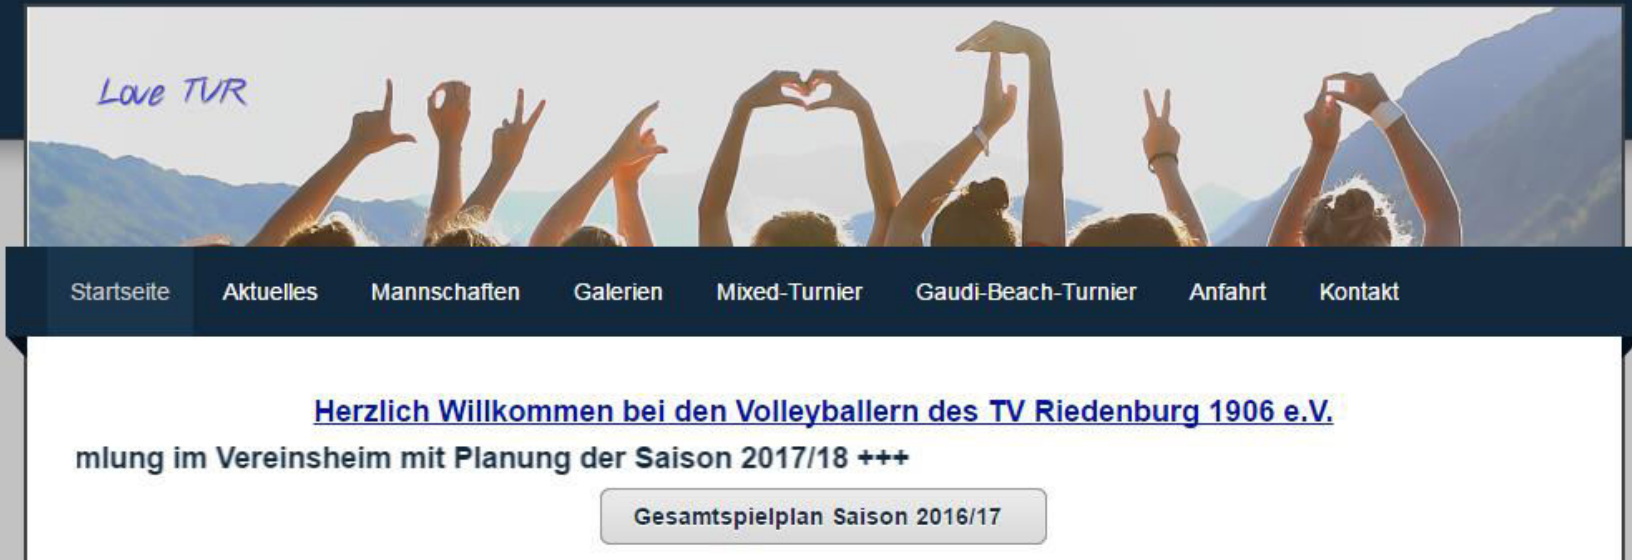 Love TVR
Startseite Aktuelles Mannschaften Galerien Mixed-Turnier Gaudi-Beach-Turnier Anfahrt Kontakt
Herzlich Willkommen bei den Volleyballern des TV Riedenburg 1906 e.V.
mlung im Vereinsheim mit Planung der Saison 2017/18 +++
Gesamtspielplan Saison 2016/17